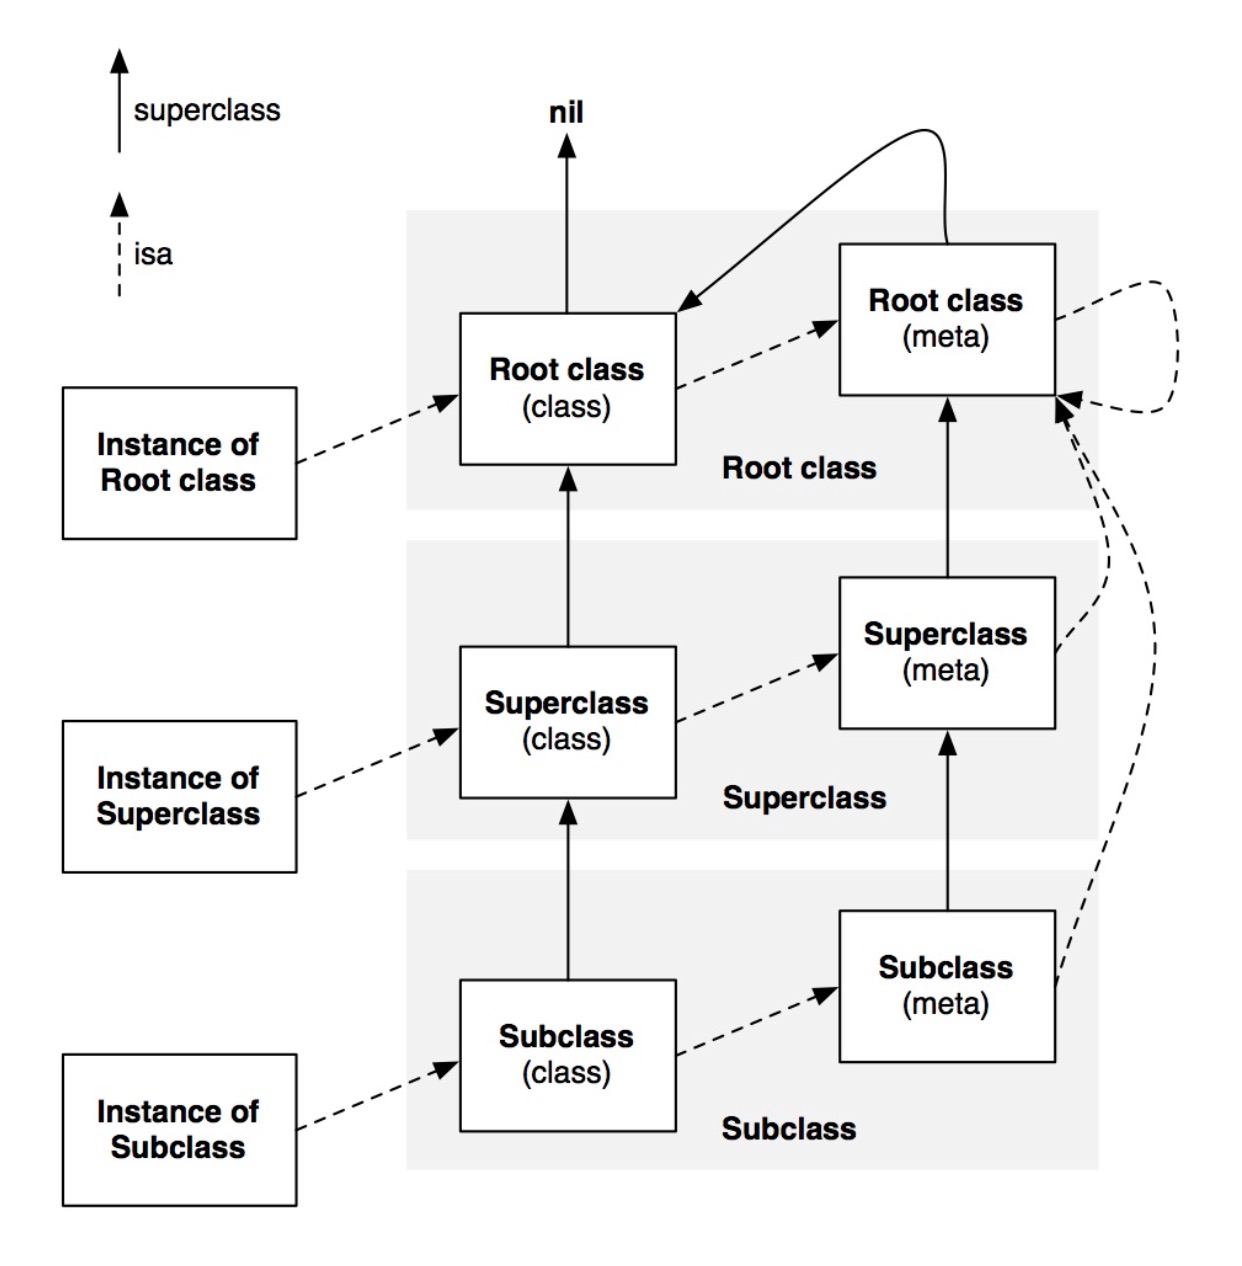 superclass
nil
isa
Root class
(meta)
Root class
(class)
Instance of
Root class
Root class
Superclass
(meta)
Superclass
(class)
Instance of
Superclass
Superclass
Subclass
(meta)
Subclass
(class)
Instance of
Subclass
Subclass